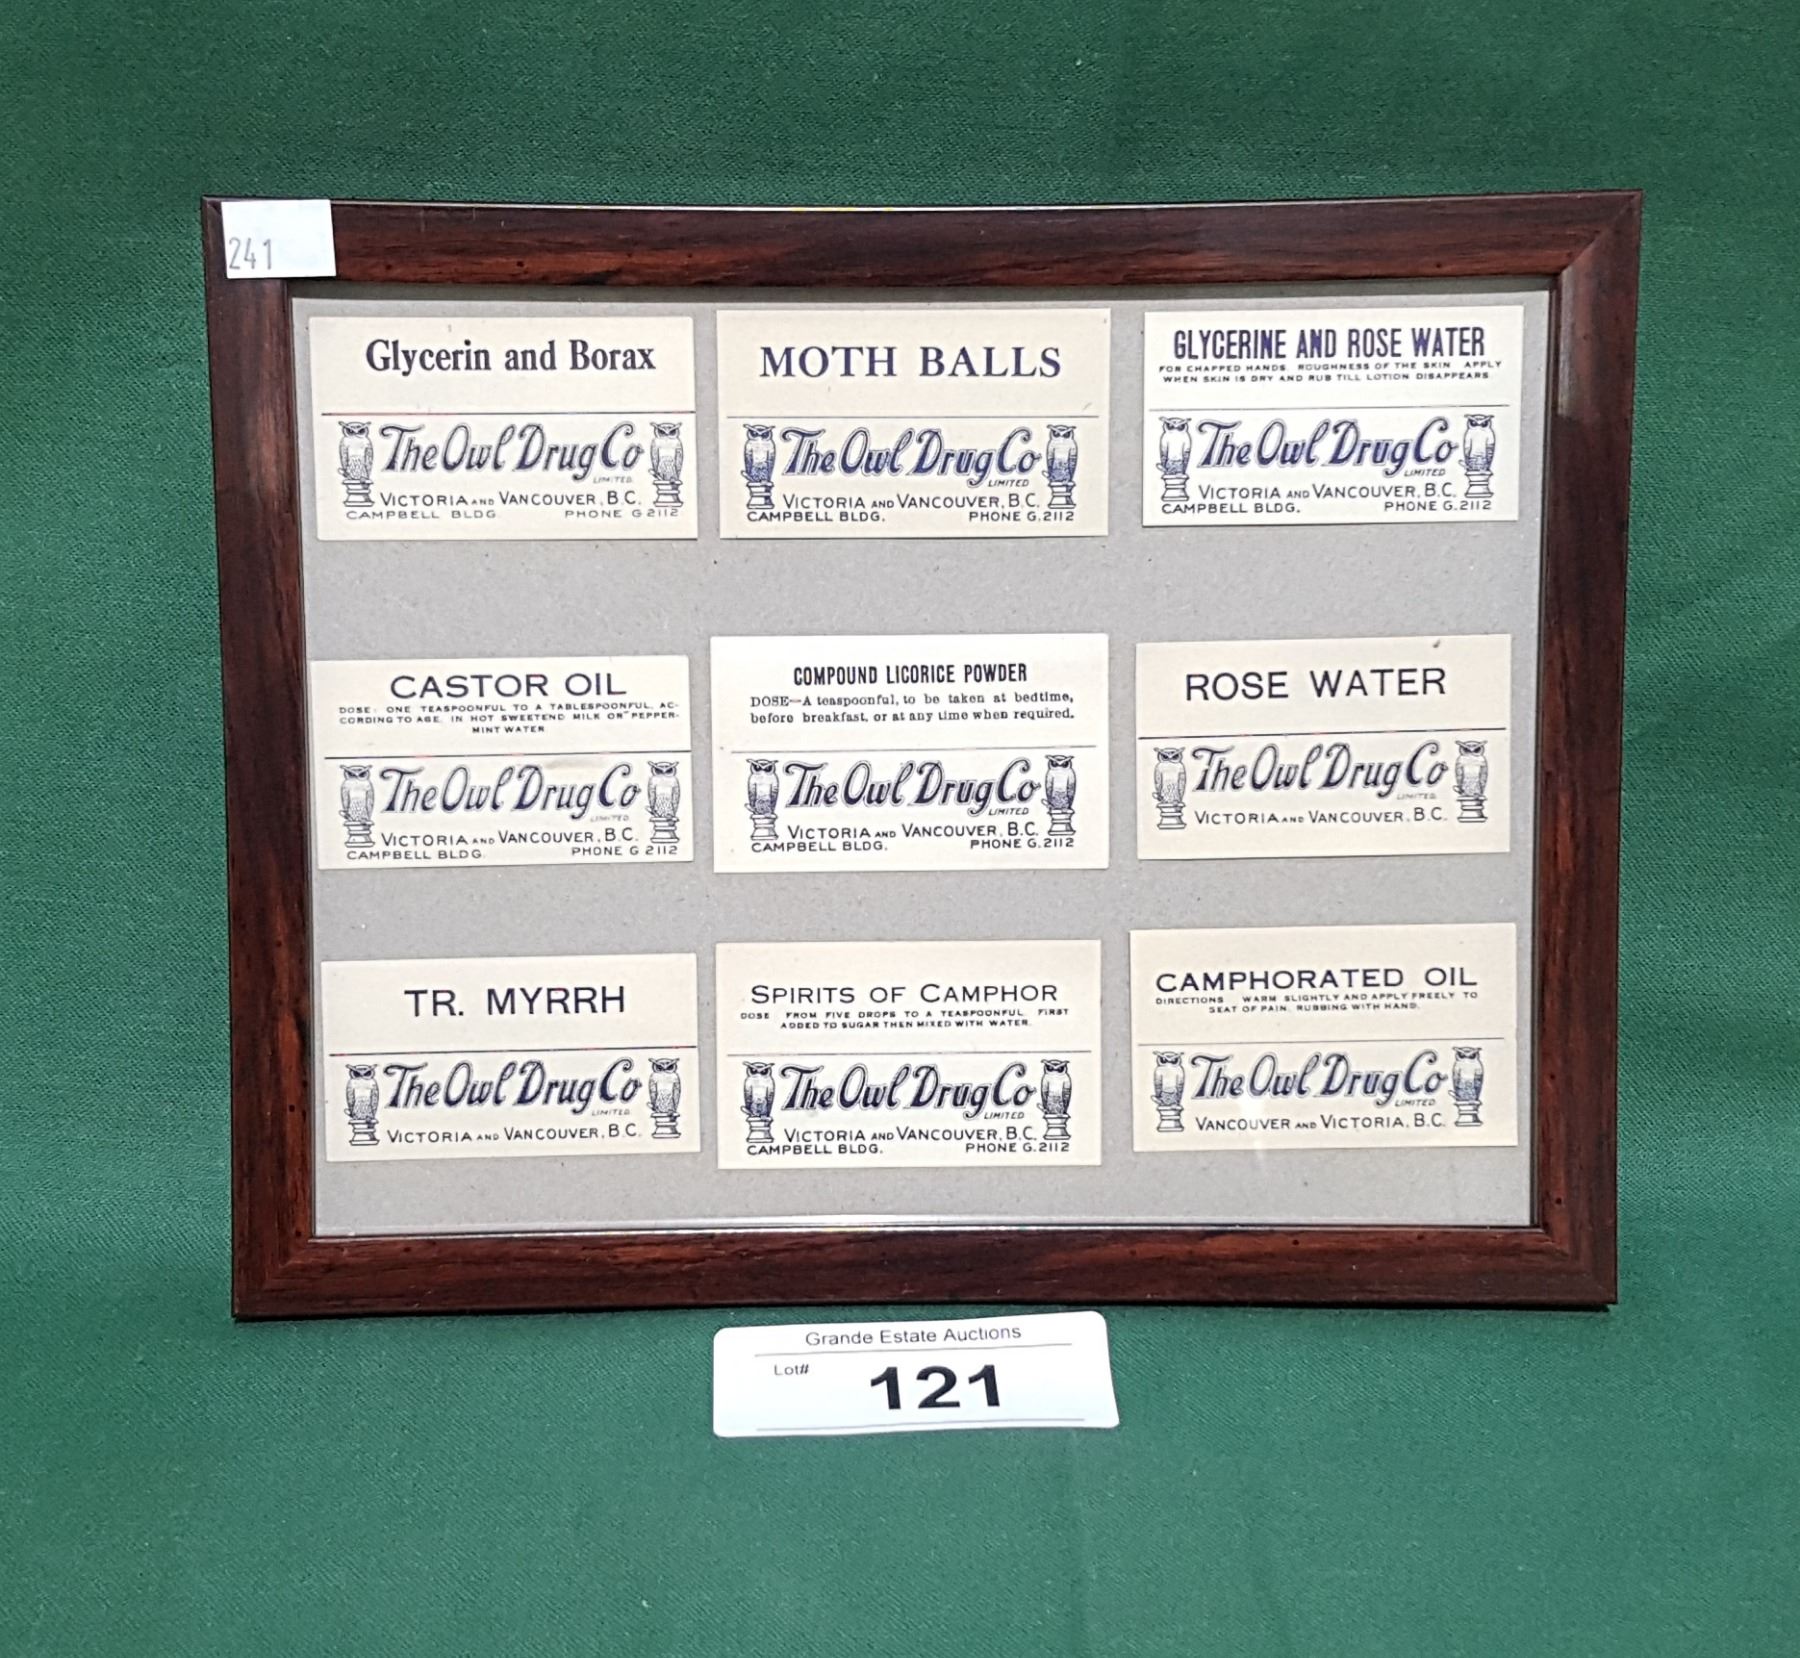 241
Glycerin and Borax
The Owl Drug Co
LIMITED
VICTORIA AND VANCOUVER, B.C.
CAMPBELL BLDG. PHONE G 2112
MOTH BALLS
The Owl Drug Co
LIMITED
VICTORIA AND VANCOUVER, B.C.
CAMPBELL BLDG. PHONE G.2112
GLYCERINE AND ROSE WATER
FOR CHAPPED HANDS. ROUGHNESS OF THE SKIN. APPLY
WHEN SKIN IS DRY AND RUB TILL LOTION DISAPPEARS.
The Owl Drug Co
LIMITED
VICTORIA AND VANCOUVER, B.C.
CAMPBELL BLDG. PHONE G.2112
CASTOR OIL
DOSE: ONE TEASPOONFUL TO A TABLESPOONFUL, AC-
CORDING TO AGE. IN HOT SWEETEND MILK OR PEPPER-
MINT WATER
The Owl Drug Co
LIMITED
VICTORIA AND VANCOUVER, B.C.
CAMPBELL BLDG. PHONE G 2112
COMPOUND LICORICE POWDER
DOSE—A teaspoonful, to be taken at bedtime,
before breakfast, or at any time when required.
The Owl Drug Co
LIMITED
VICTORIA AND VANCOUVER, B.C.
CAMPBELL BLDG. PHONE G.2112
ROSE WATER
The Owl Drug Co
LIMITED
VICTORIA AND VANCOUVER, B.C.
TR. MYRRH
The Owl Drug Co
LIMITED
VICTORIA AND VANCOUVER, B.C.
SPIRITS OF CAMPHOR
DOSE FROM FIVE DROPS TO A TEASPOONFUL. FIRST
ADDED TO SUGAR THEN MIXED WITH WATER.
The Owl Drug Co
LIMITED
VICTORIA AND VANCOUVER, B.C.
CAMPBELL BLDG. PHONE G.2112
CAMPHORATED OIL
DIRECTIONS WARM SLIGHTLY AND APPLY FREELY TO
SEAT OF PAIN, RUBBING WITH HAND.
The Owl Drug Co
LIMITED
VANCOUVER AND VICTORIA, B.C.
Grande Estate Auctions
Lot# 121